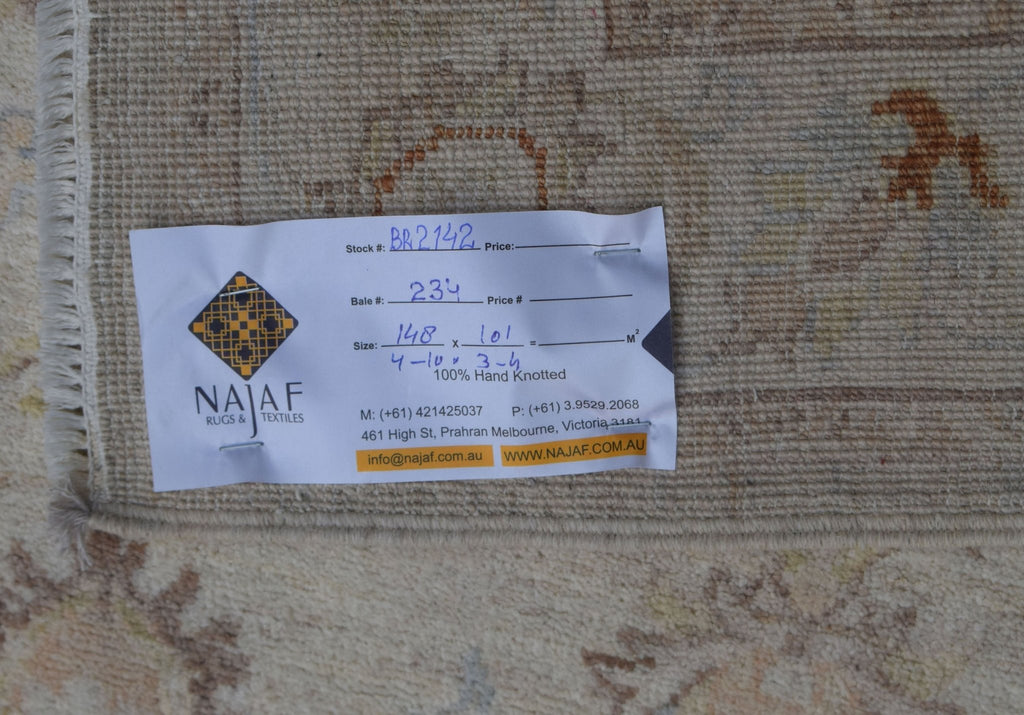 Stock #: BR2142 Price:
Bale #: 234 Price #
Size: 148 x 101 = M²
4-10 x 3-4
100% Hand Knotted
NAJAF
RUGS & TEXTILES
M: (+61) 421425037 P: (+61) 3.9529.2068
461 High St, Prahran Melbourne, Victoria 3181
info@najaf.com.au WWW.NAJAF.COM.AU